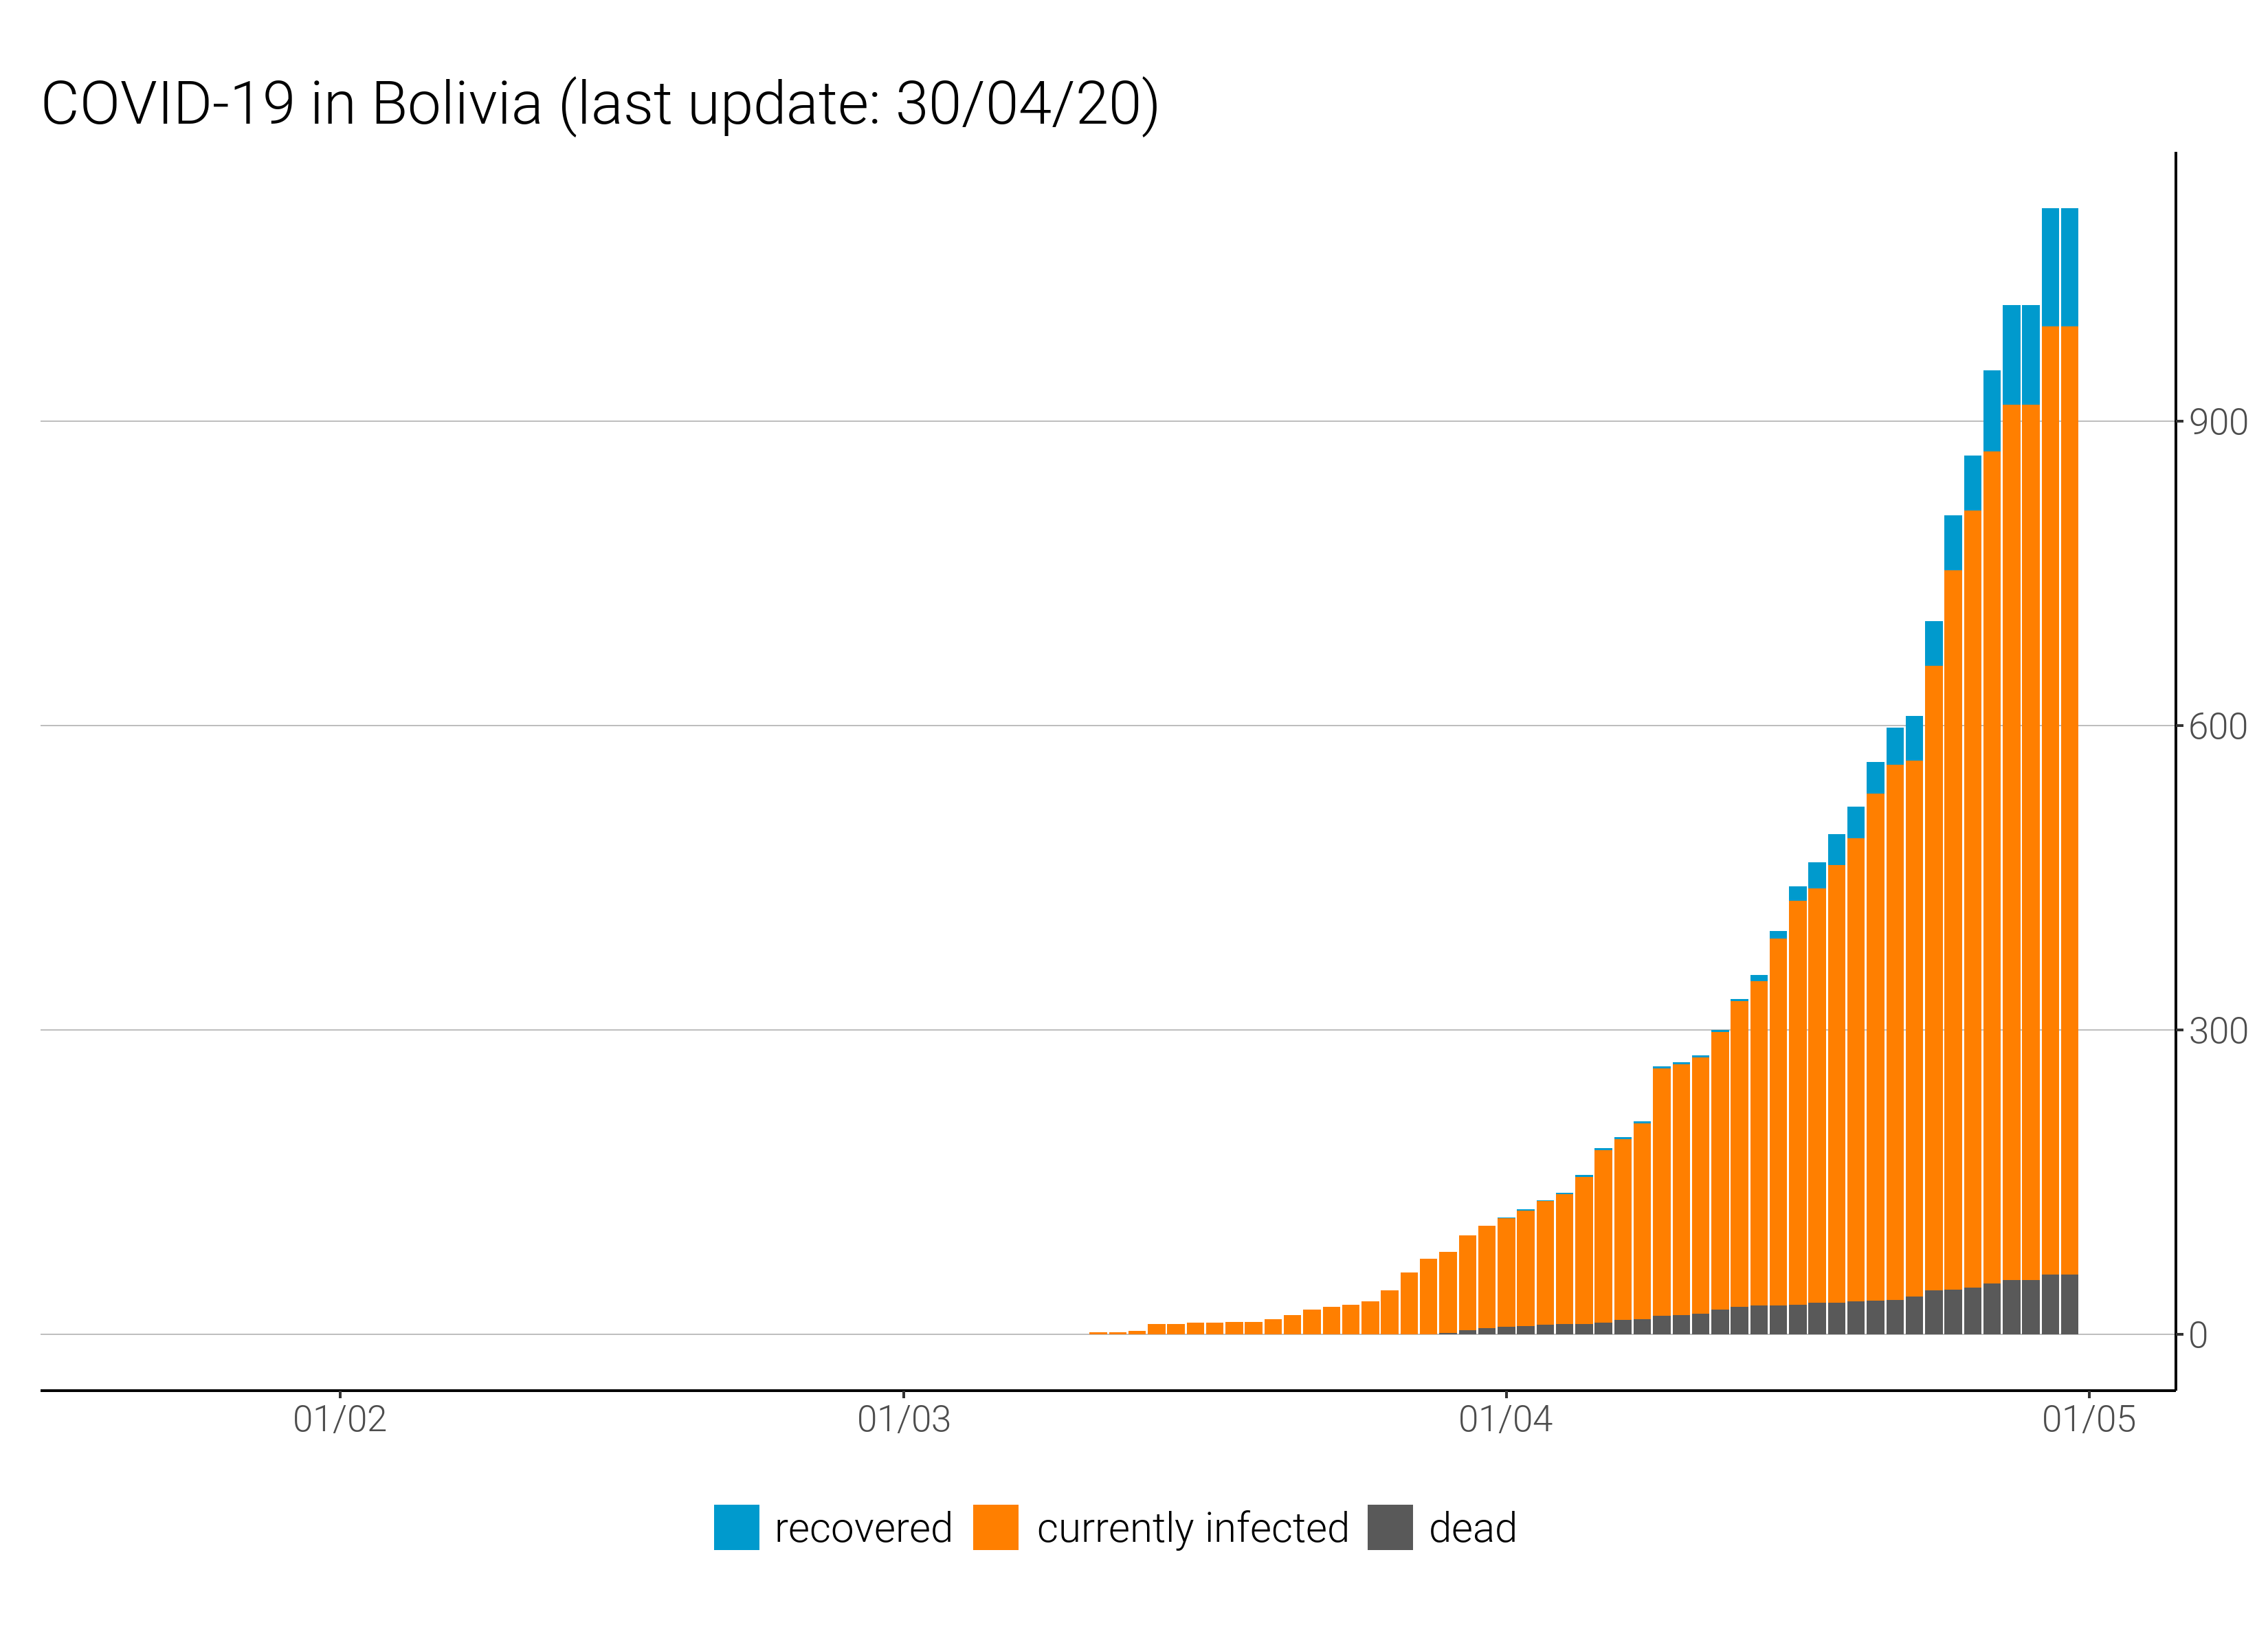 COVID-19 in Bolivia (last update: 30/04/20)
900
600
300
0
01/02 01/03 01/04 01/05
recovered currently infected dead